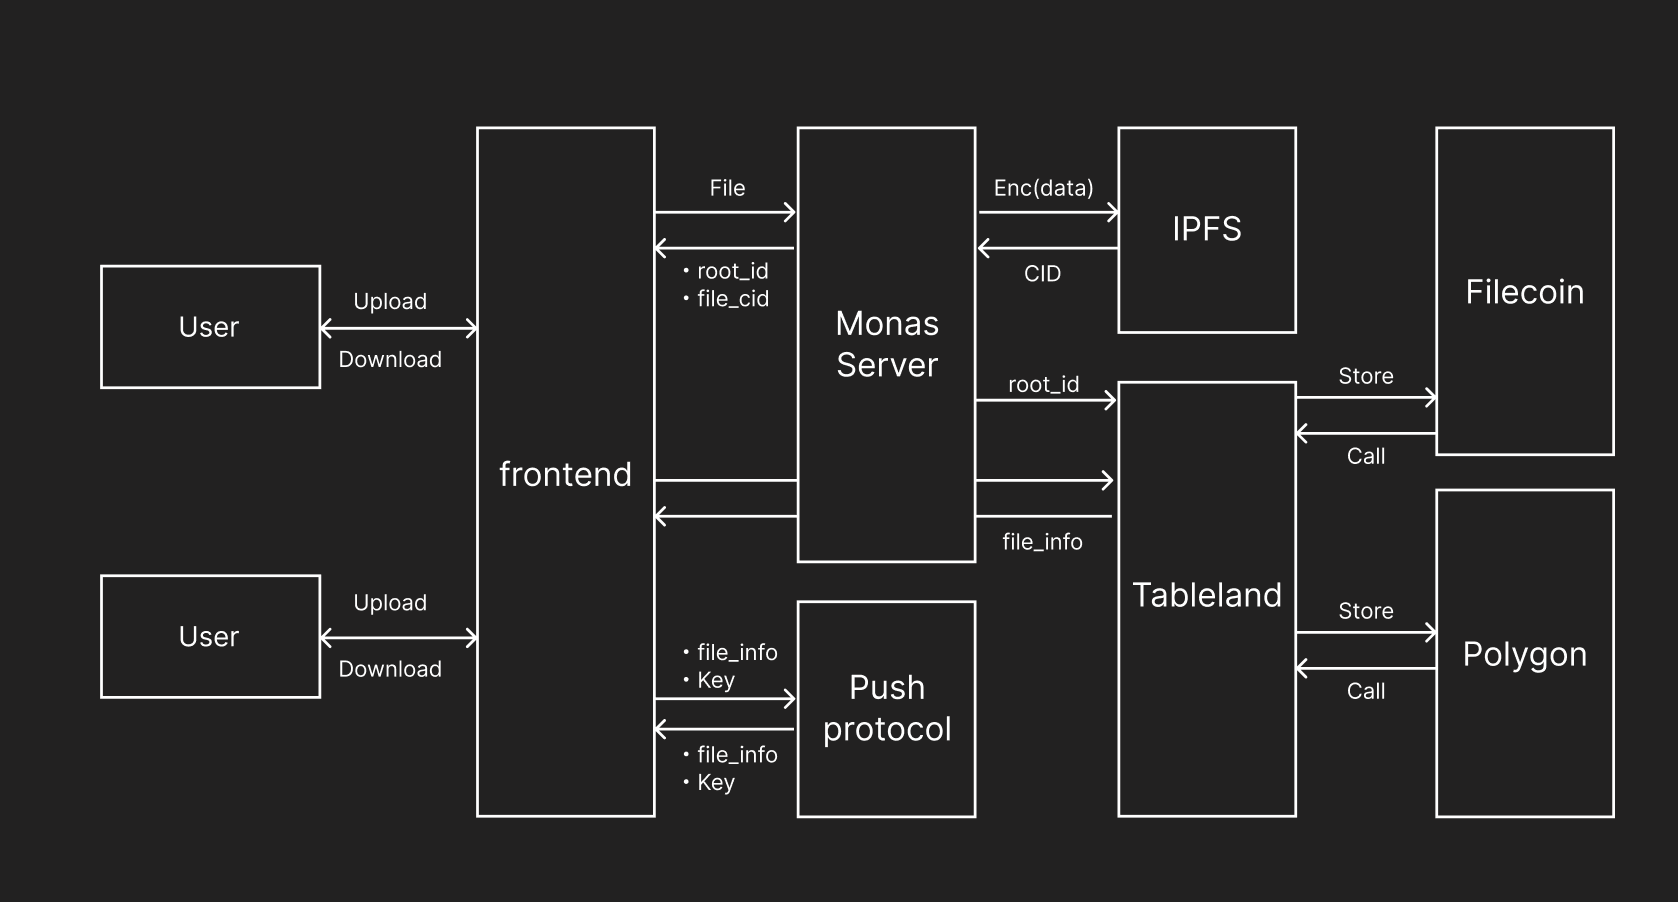 User
Upload
Download
User
Upload
Download
frontend
File
・root_id
・file_cid
Monas
Server
Enc(data)
CID
IPFS
root_id
file_info
・file_info
・Key
・file_info
・Key
Push
protocol
Tableland
Store
Call
Filecoin
Store
Call
Polygon